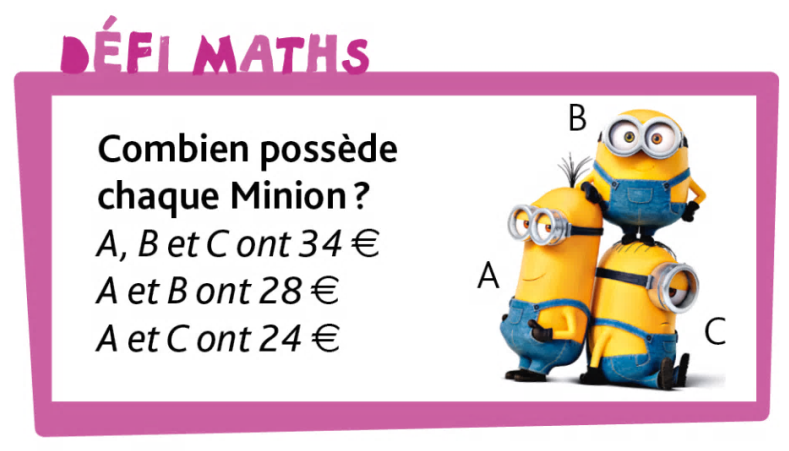 DÉFI MATHS
Combien possède
chaque Minion ?
A, B et C ont 34 €
A et B ont 28 €
A et C ont 24 €
B
A
C